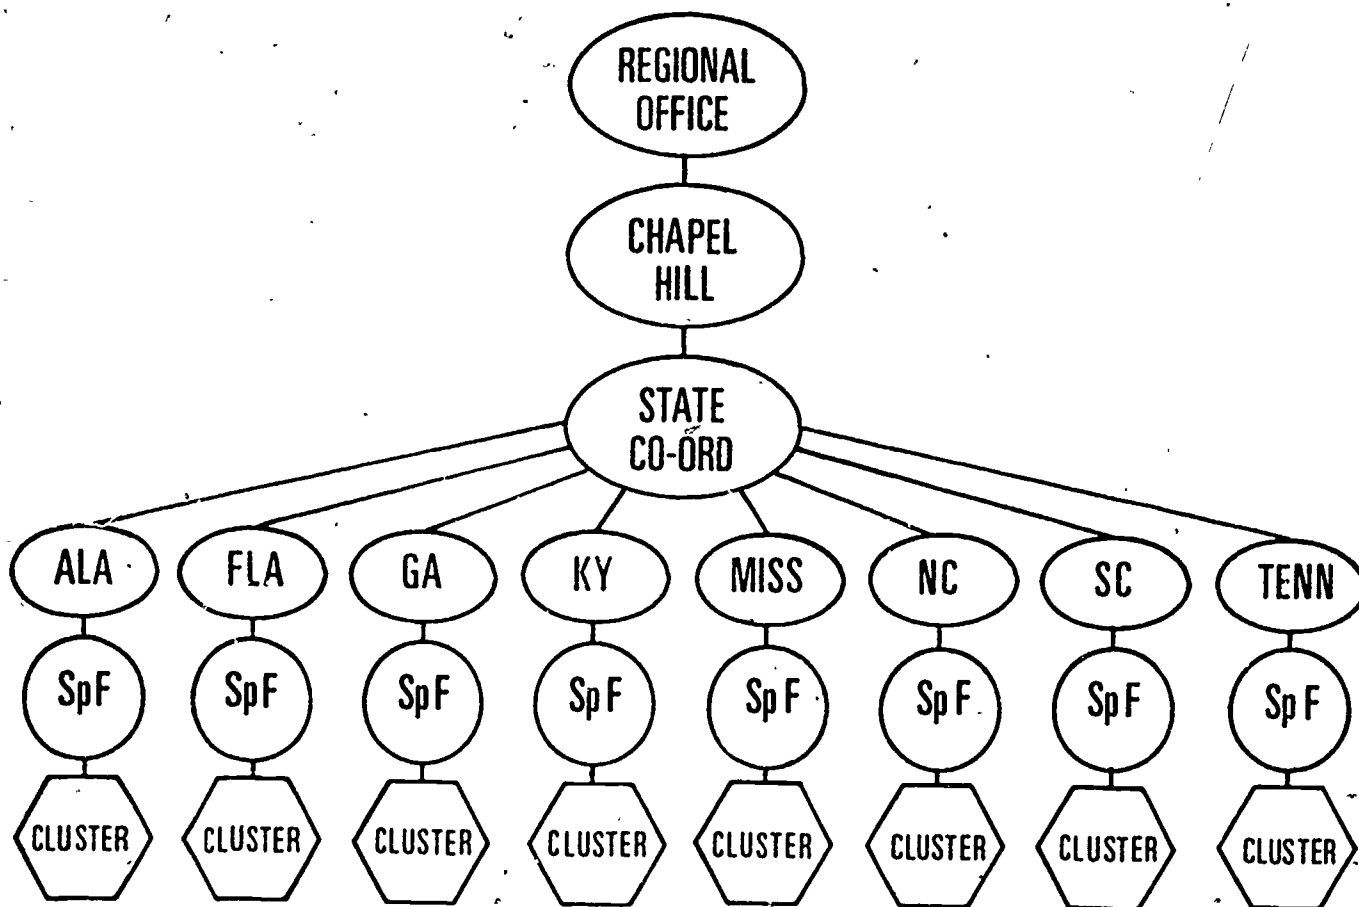 REGIONAL
OFFICE
CHAPEL
HILL
STATE
CO-ORD
ALA FLA GA KY MISS NC SC TENN
SpF SpF SpF SpF SpF SpF SpF SpF
CLUSTER CLUSTER CLUSTER CLUSTER CLUSTER CLUSTER CLUSTER CLUSTER